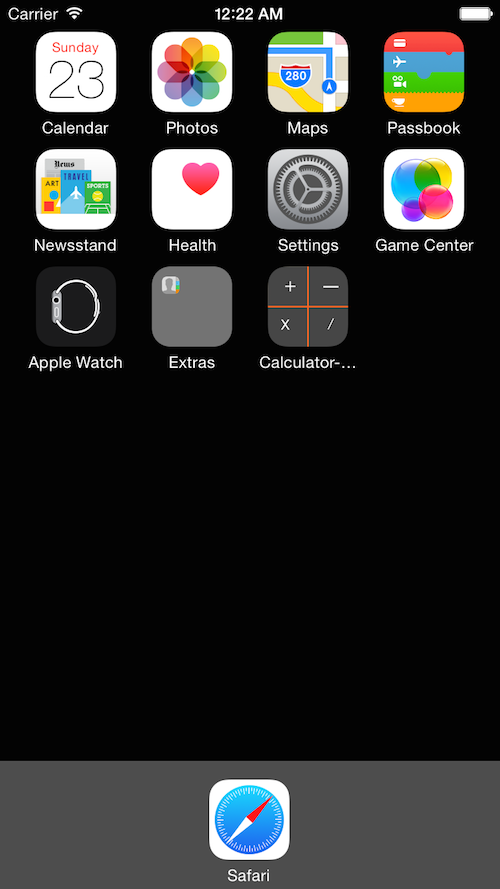 Carrier 12:22 AM
Sunday
23
280
Calendar Photos Maps Passbook
News
ART TRAVEL SPORTS
Newsstand Health Settings Game Center
+ —
x /
Apple Watch Extras Calculator-…
Safari